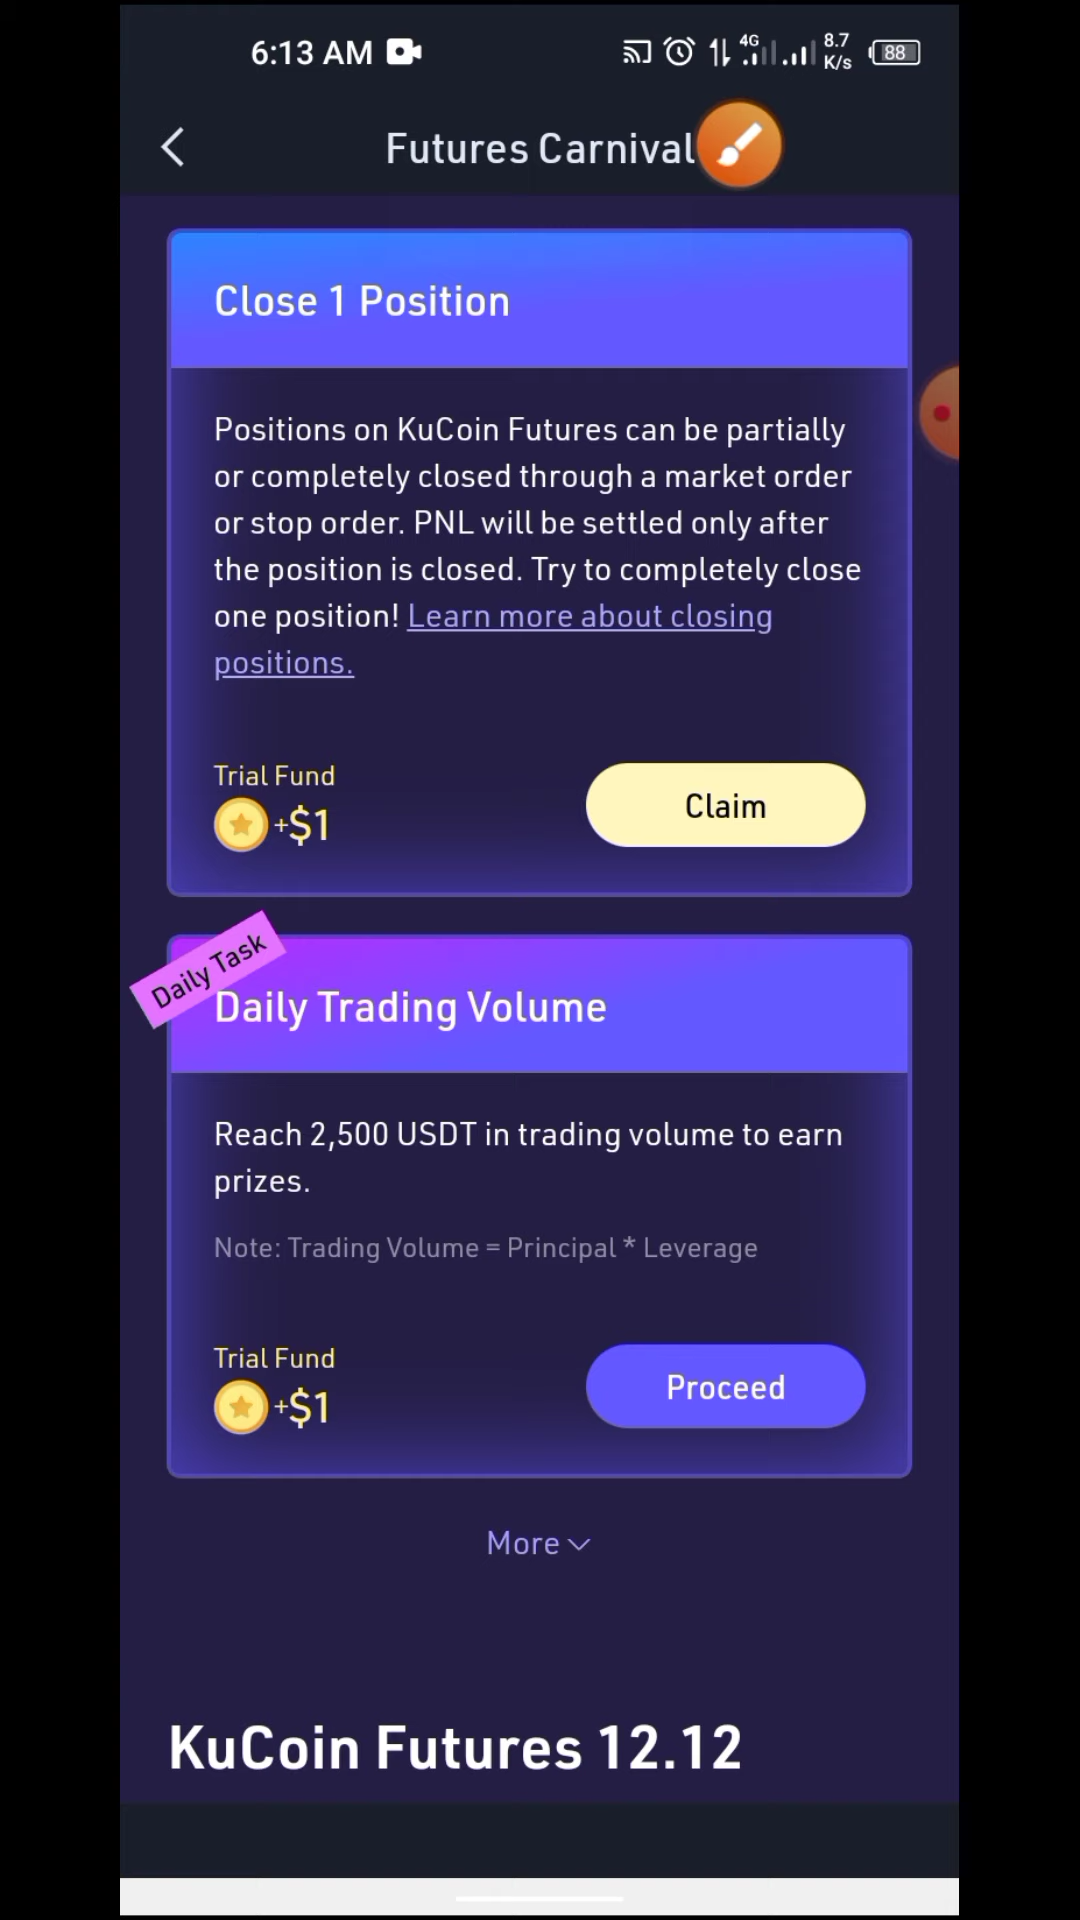 6:13 AM
4G
8.7
K/s
88
Futures Carnival
Close 1 Position
Positions on KuCoin Futures can be partially
or completely closed through a market order
or stop order. PNL will be settled only after
the position is closed. Try to completely close
one position! Learn more about closing
positions.
Trial Fund
+$1
Claim
Daily Task
Daily Trading Volume
Reach 2,500 USDT in trading volume to earn
prizes.
Note: Trading Volume = Principal * Leverage
Trial Fund
+$1
Proceed
More
KuCoin Futures 12.12